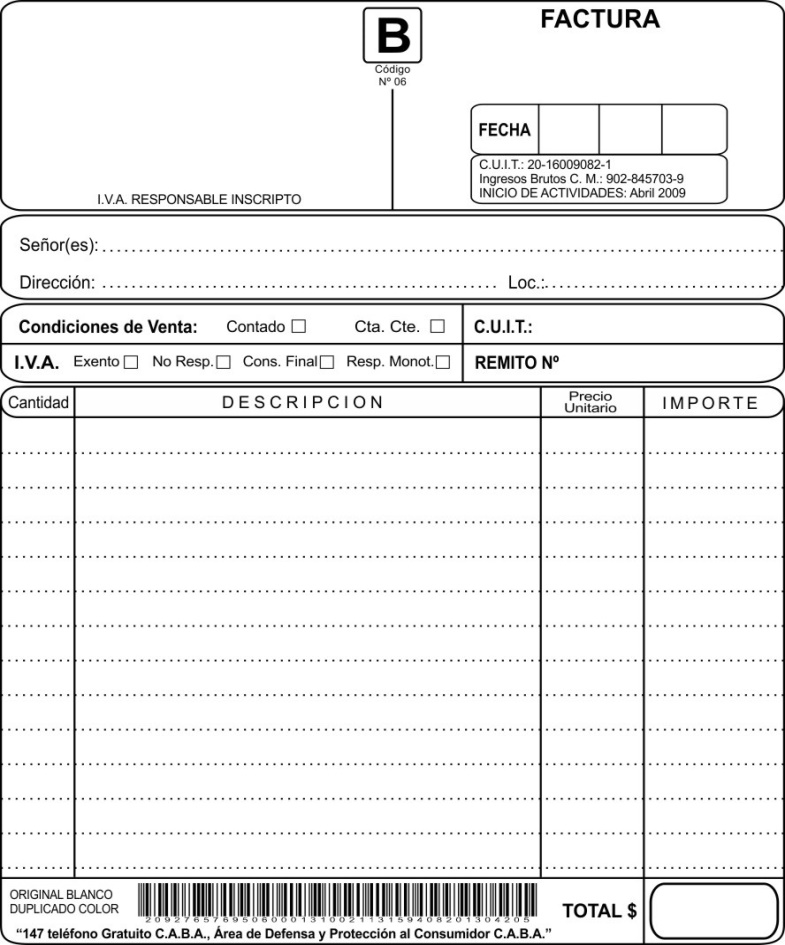 FACTURA
B
Código
Nº 06
FECHA
C.U.I.T.: 20-16009082-1
Ingresos Brutos C. M.: 902-845703-9
INICIO DE ACTIVIDADES: Abril 2009
I.V.A. RESPONSABLE INSCRIPTO
Señor(es):
Dirección: Loc.:
Condiciones de Venta: Contado Cta. Cte. C.U.I.T.:
I.V.A. Exento No Resp. Cons. Final Resp. Monot. REMITO Nº
Cantidad DESCRIPCION Precio Unitario IMPORTE
ORIGINAL BLANCO
DUPLICADO COLOR
2092765769506000131002113159408201304205
TOTAL $
“147 teléfono Gratuito C.A.B.A., Área de Defensa y Protección al Consumidor C.A.B.A.”